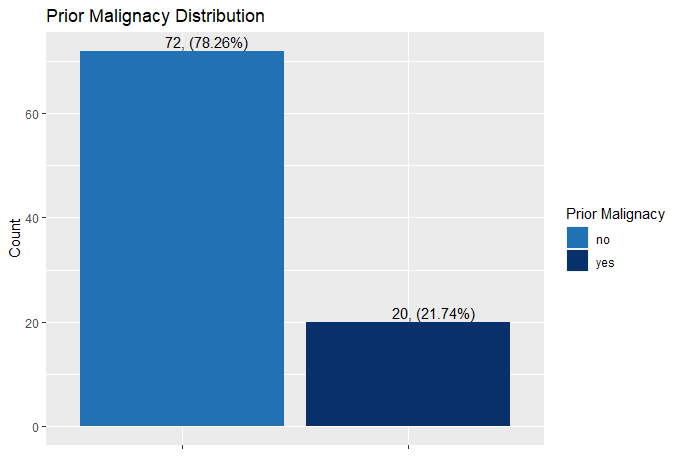 Prior Malignacy Distribution
72, (78.26%)
60
40
20
0
Count
20, (21.74%)
Prior Malignacy
no
yes